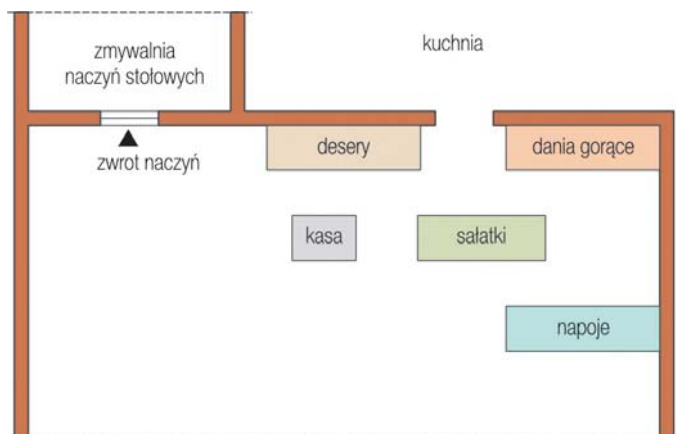 zmywalnia
naczyń stołowych
kuchnia
zwrot naczyń
desery
dania gorące
kasa
sałatki
napoje